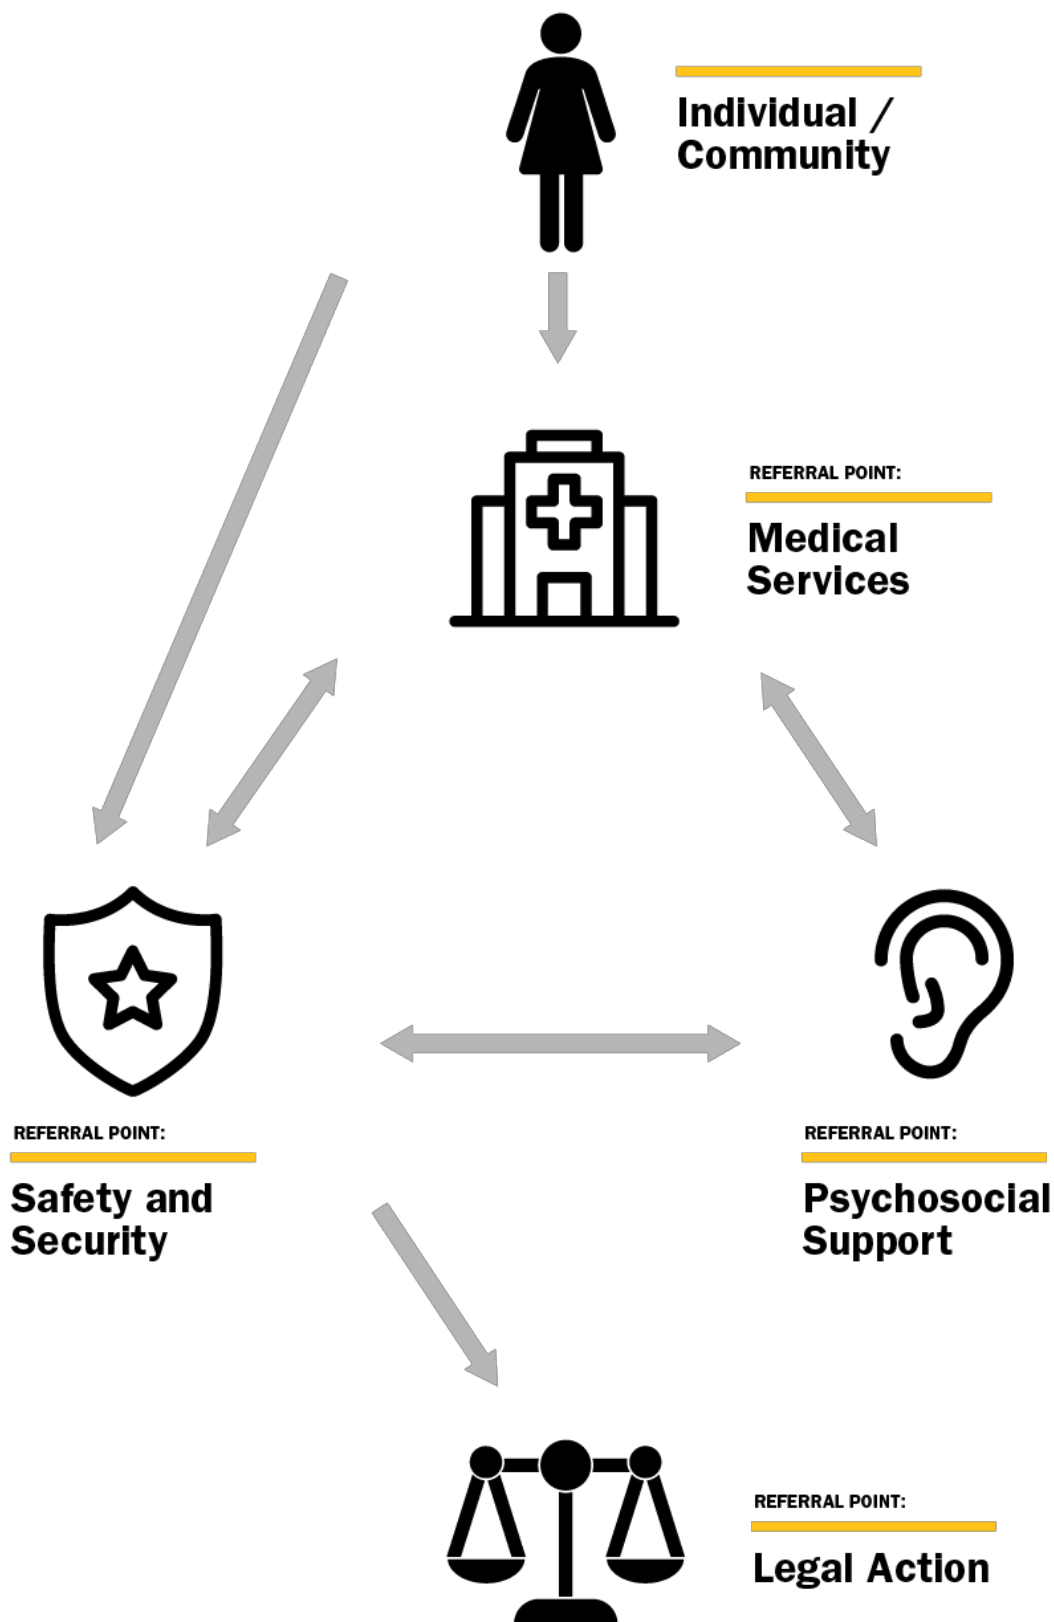 Individual /
Community
REFERRAL POINT:
Medical
Services
REFERRAL POINT:
Safety and
Security
REFERRAL POINT:
Psychosocial
Support
REFERRAL POINT:
Legal Action